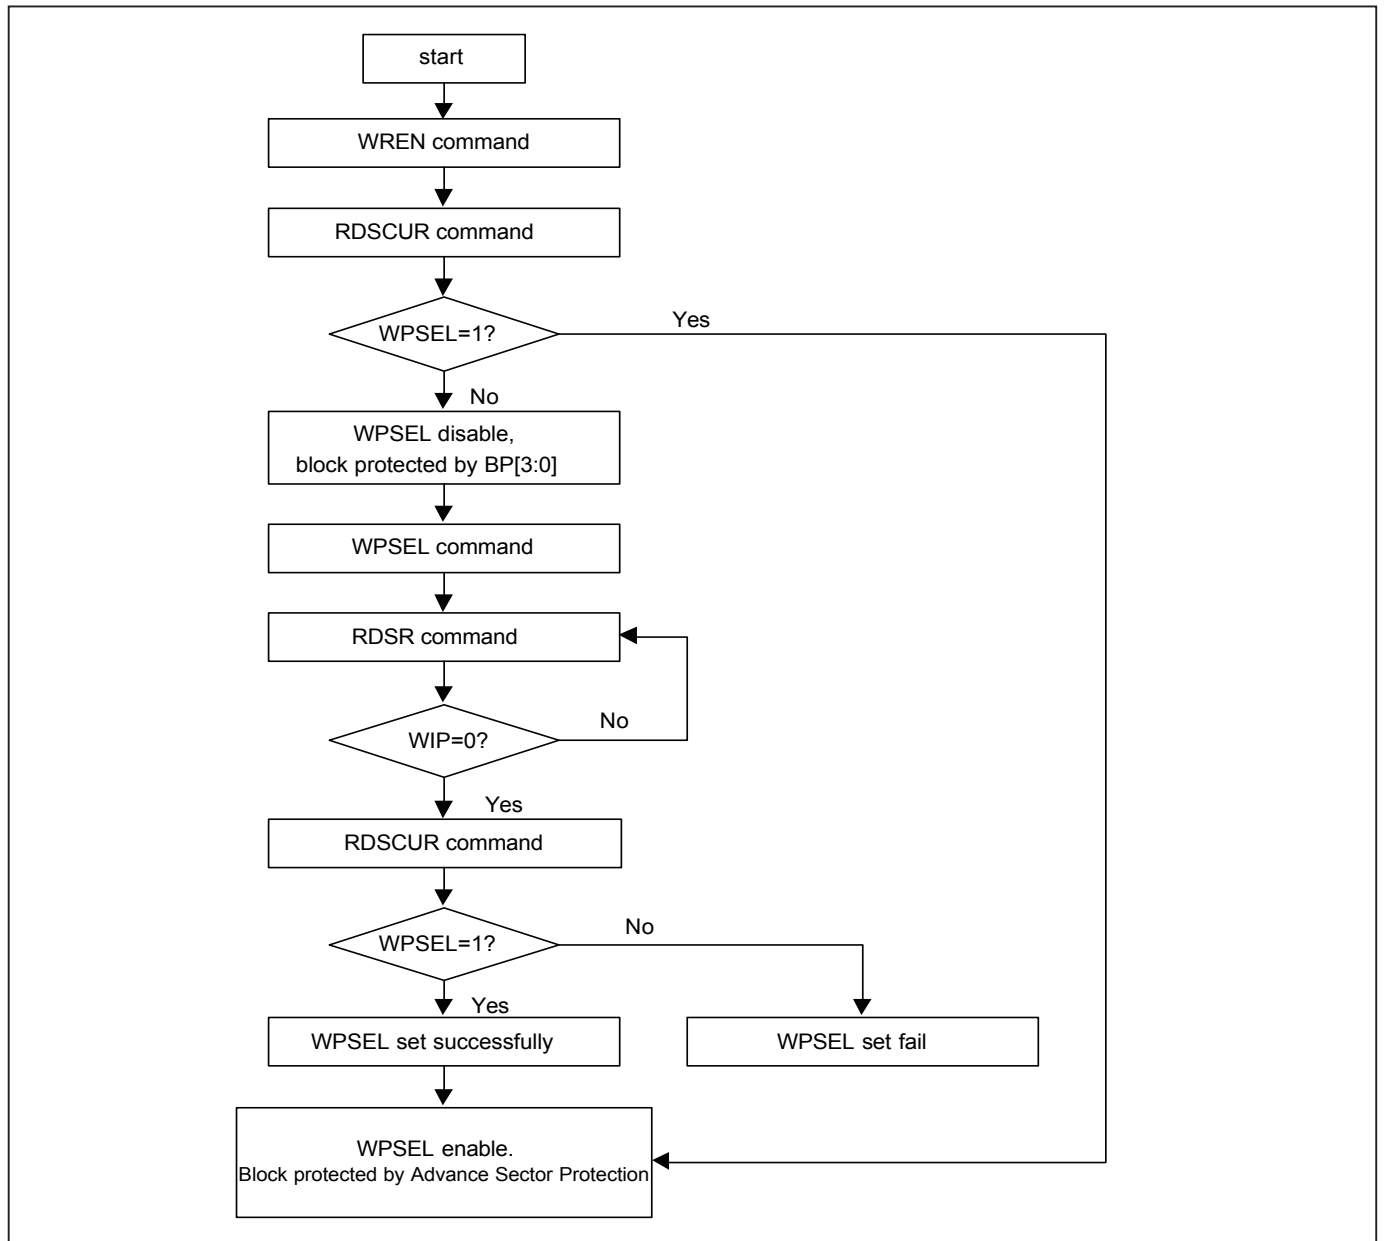 start
WREN command
RDSCUR command
WPSEL=1?
Yes
No
WPSEL disable,
block protected by BP[3:0]
WPSEL command
RDSR command
WIP=0?
No
Yes
RDSCUR command
WPSEL=1?
No
Yes
WPSEL set successfully
WPSEL set fail
WPSEL enable.
Block protected by Advance Sector Protection